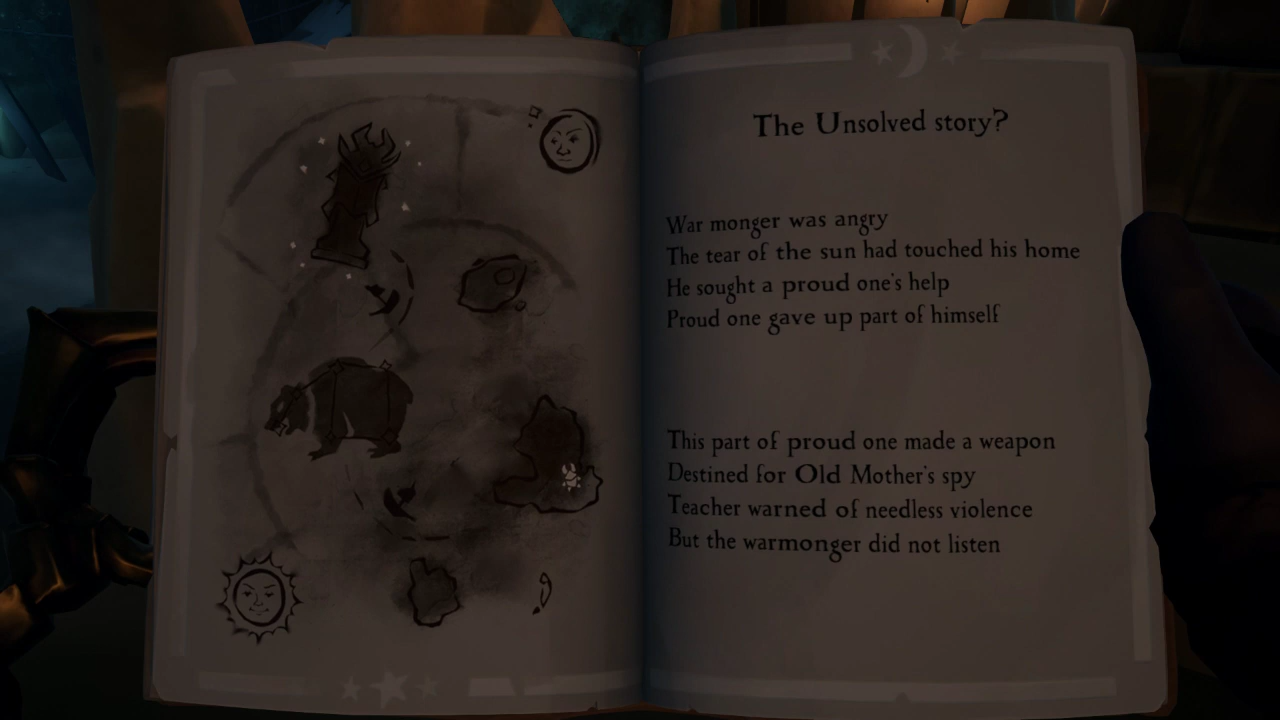 The Unsolved story?
War monger was angry
The tear of the sun had touched his home
He sought a proud one's help
Proud one gave up part of himself
This part of proud one made a weapon
Destined for Old Mother's spy
Teacher warned of needless violence
But the warmonger did not listen